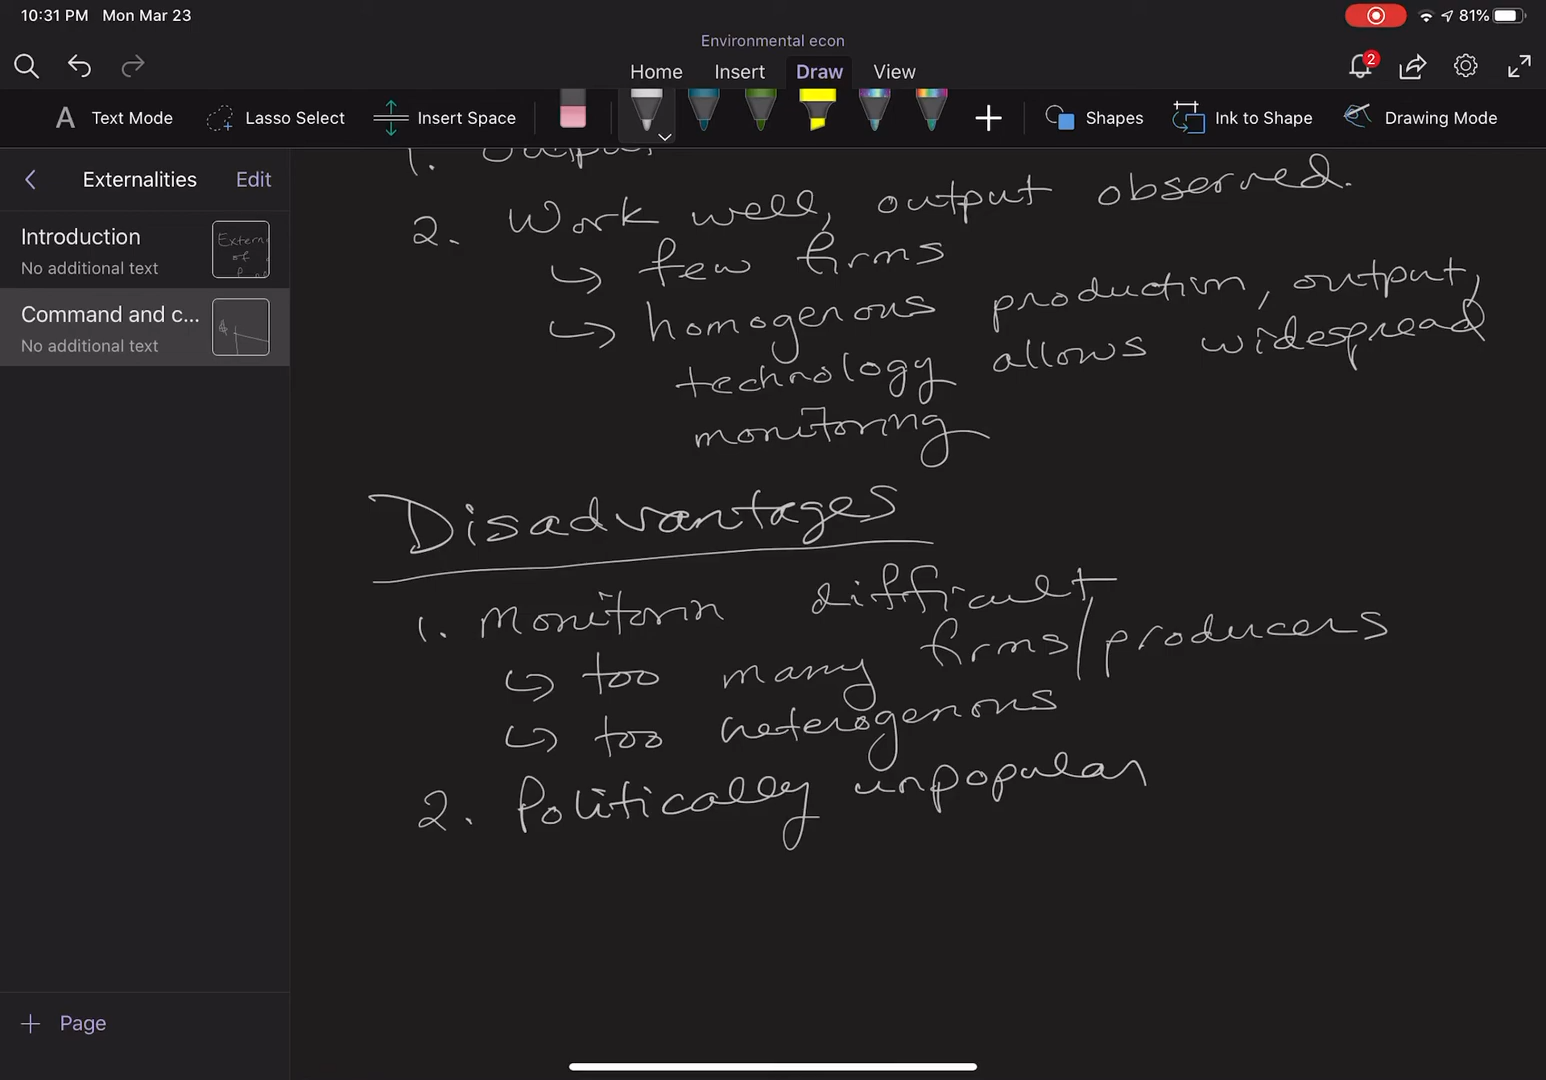 10:31 PM Mon Mar 23
81%
Environmental econ
Home Insert Draw View
2
Text Mode Lasso Select Insert Space Shapes Ink to Shape Drawing Mode
Externalities Edit
Introduction
No additional text
Command and c...
No additional text
Page
1. Output
2. Work well, output observed.
↳ few firms
↳ homogenous production, output,
technology allows widespread
monitoring
Disadvantages
1. Monitorin difficult
↳ too many firms/producers
↳ too heterogenous
2. Politically unpopular